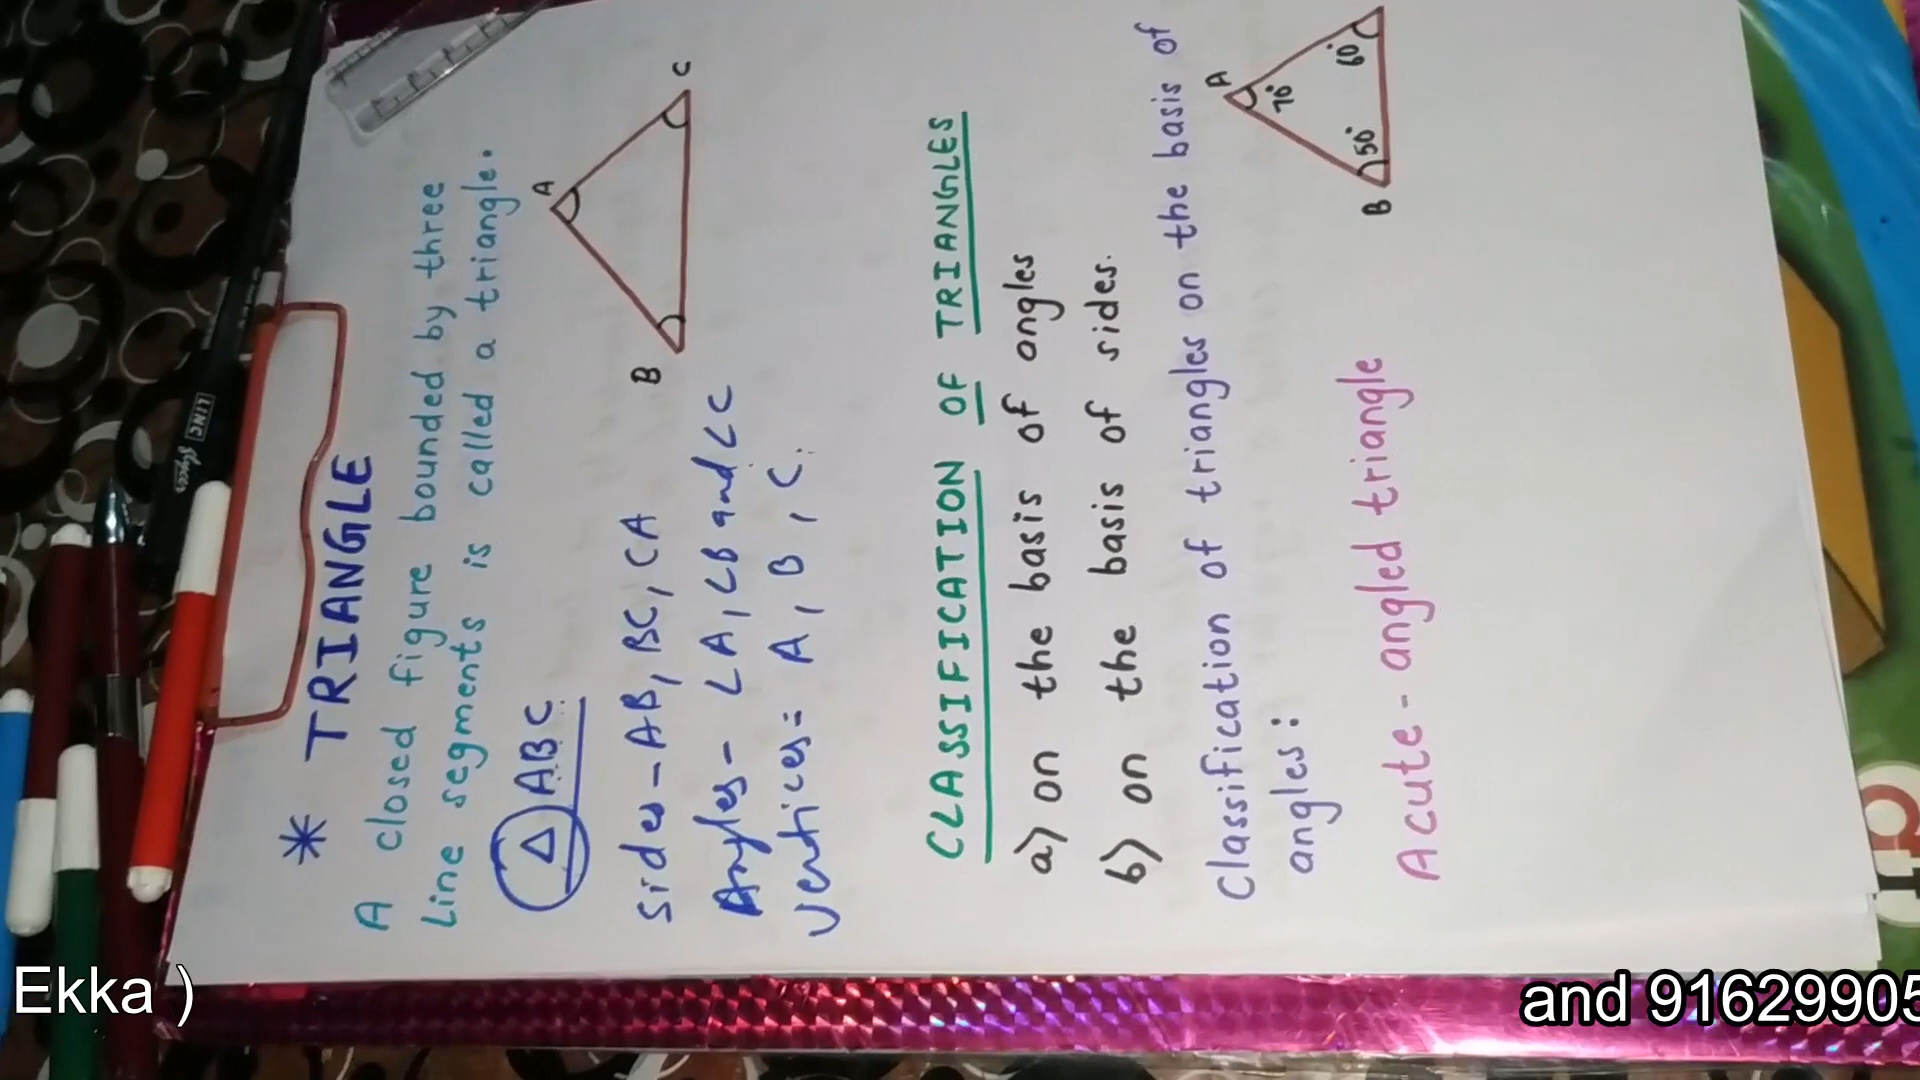 * TRIANGLE
A closed figure bounded by three
Line segments is called a triangle.
△ABC
Sides - AB, BC, CA
Angles - ∠A, ∠B and ∠C
Vertices = A, B, C
A
B
C
CLASSIFICATION OF TRIANGLES
a) on the basis of angles
b) on the basis of sides.
Classification of triangles on the basis of
angles:
Acute-angled triangle
A
70°
50°
60°
B
LINC
Ekka )
and 91629905